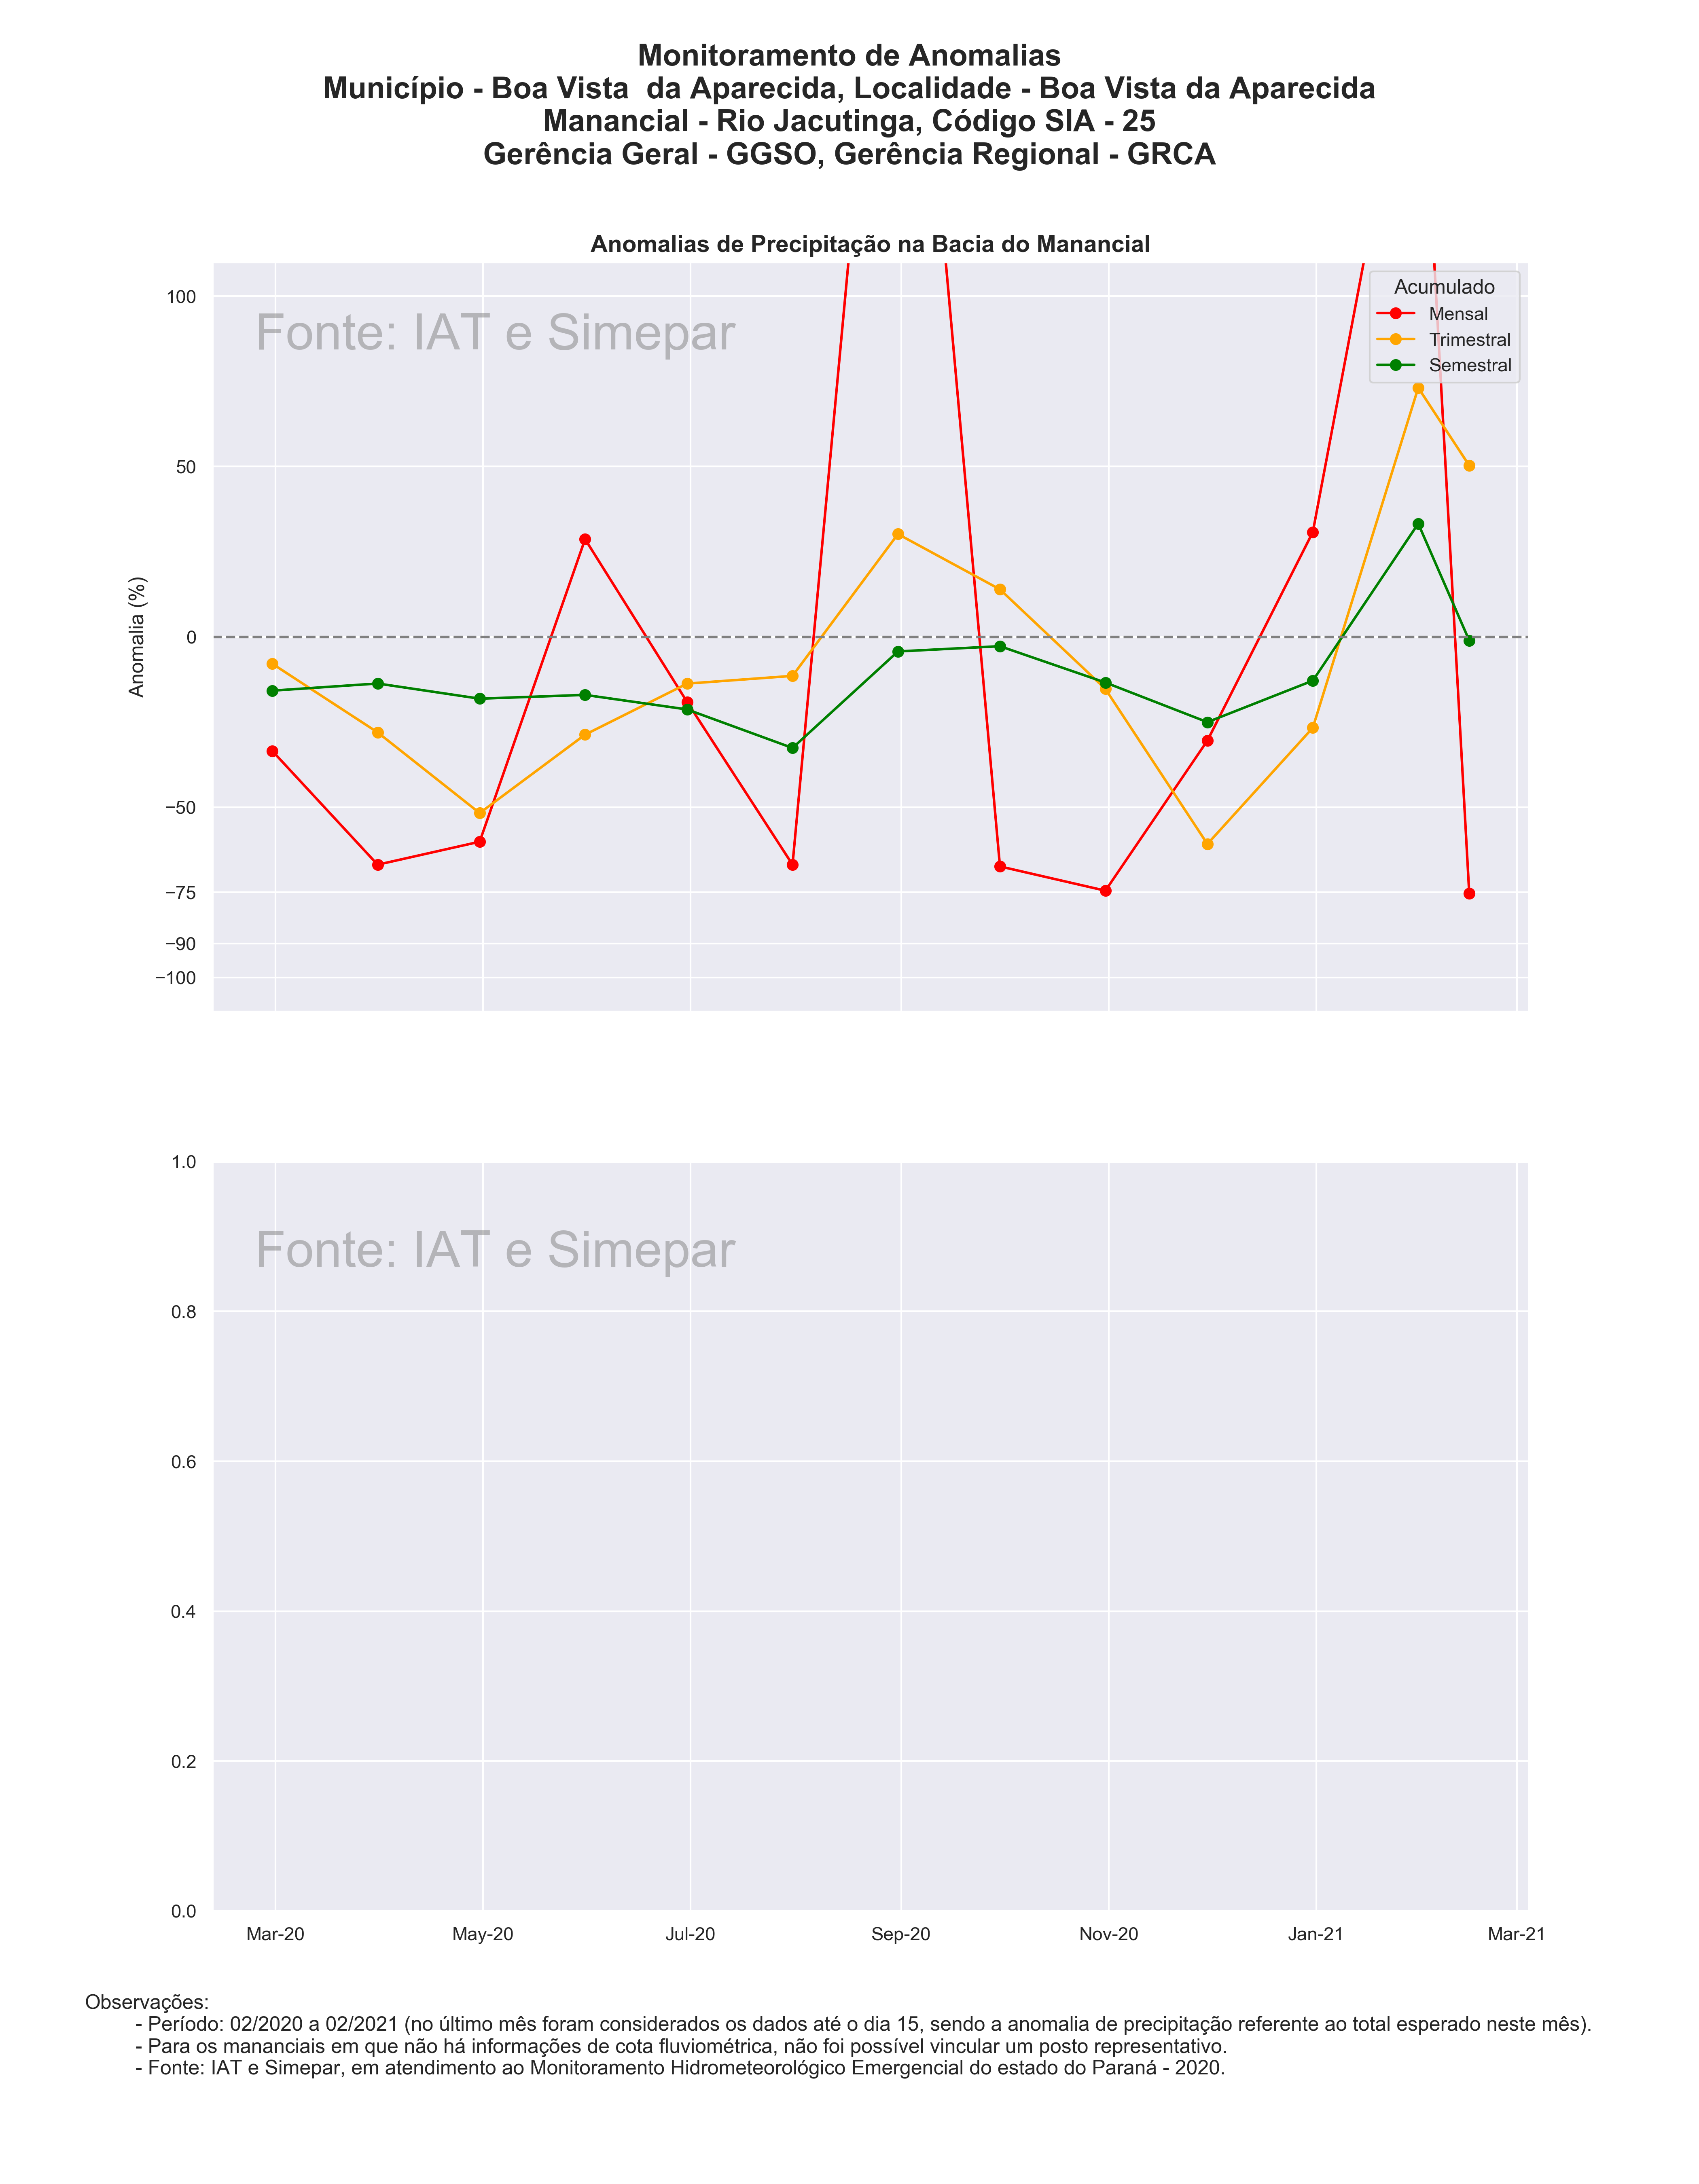 Monitoramento de Anomalias
Município - Boa Vista  da Aparecida, Localidade - Boa Vista da Aparecida
Manancial - Rio Jacutinga, Código SIA - 25
Gerência Geral - GGSO, Gerência Regional - GRCA
Anomalias de Precipitação na Bacia do Manancial
Fonte: IAT e Simepar
Acumulado
Mensal
Trimestral
Semestral
Anomalia (%)
100
50
0
−50
−75
−90
−100
Fonte: IAT e Simepar
1.0
0.8
0.6
0.4
0.2
0.0
Mar-20 May-20 Jul-20 Sep-20 Nov-20 Jan-21 Mar-21
Observações:
- Período: 02/2020 a 02/2021 (no último mês foram considerados os dados até o dia 15, sendo a anomalia de precipitação referente ao total esperado neste mês).
- Para os mananciais em que não há informações de cota fluviométrica, não foi possível vincular um posto representativo.
- Fonte: IAT e Simepar, em atendimento ao Monitoramento Hidrometeorológico Emergencial do estado do Paraná - 2020.